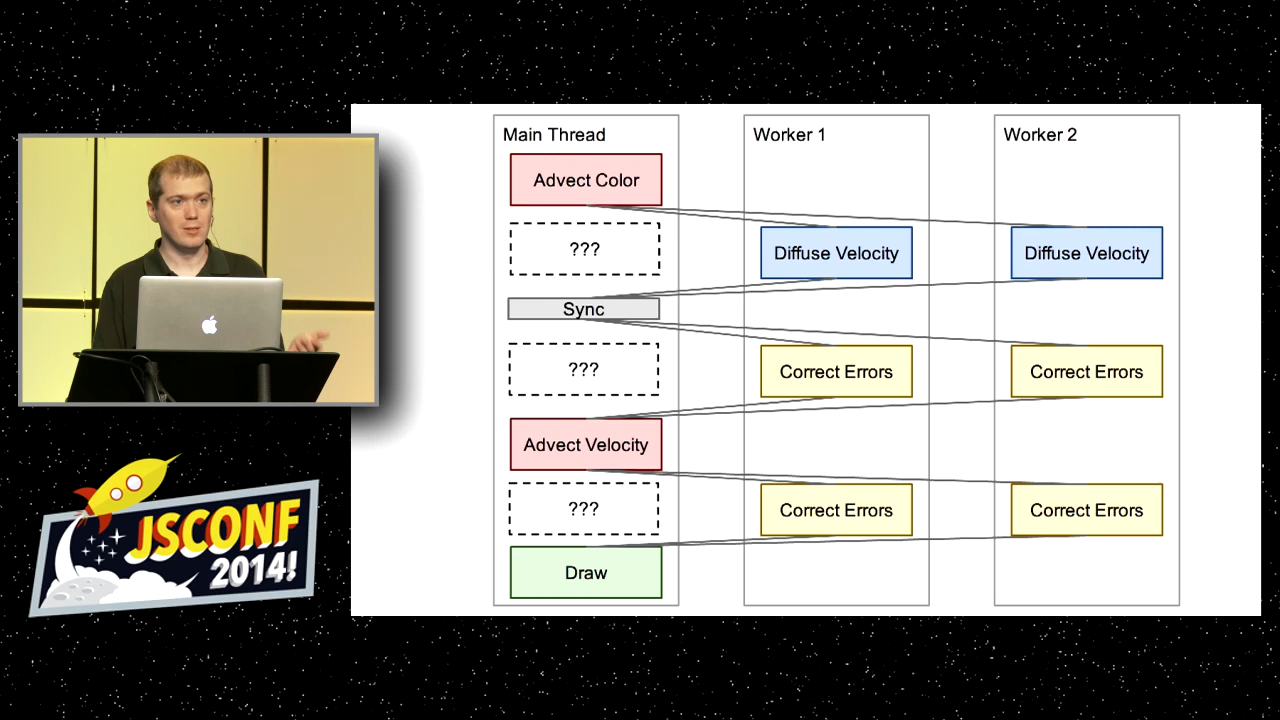 Main Thread
Advect Color
???
Sync
???
Advect Velocity
???
Draw
Worker 1
Diffuse Velocity
Correct Errors
Correct Errors
Worker 2
Diffuse Velocity
Correct Errors
Correct Errors
JSCONF
2014!